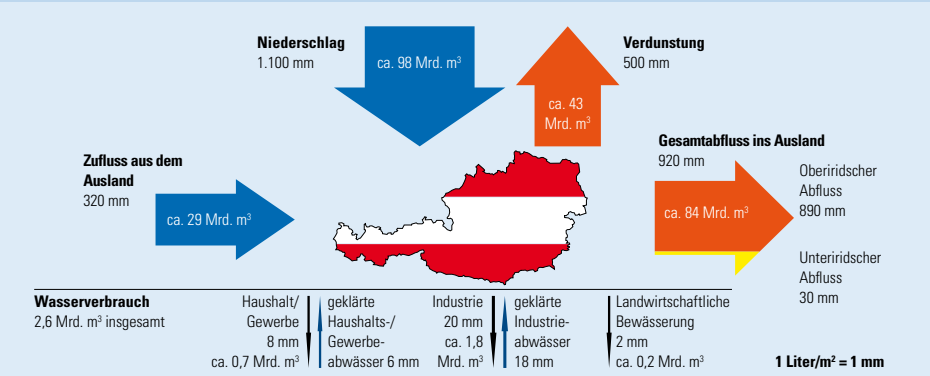 Niederschlag
1.100 mm
ca. 98 Mrd. m³
Verdunstung
500 mm
ca. 43
Mrd. m³
Zufluss aus dem
Ausland
320 mm
ca. 29 Mrd. m³
Gesamtabfluss ins Ausland
920 mm
ca. 84 Mrd. m³
Oberiridscher
Abfluss
890 mm
Unteriridscher
Abfluss
30 mm
Wasserverbrauch
2,6 Mrd. m³ insgesamt
Haushalt/
Gewerbe
8 mm
ca. 0,7 Mrd. m³
geklärte
Haushalts-/
Gewerbe-
abwässer 6 mm
Industrie
20 mm
ca. 1,8
Mrd. m³
geklärte
Industrie-
abwässer
18 mm
Landwirtschaftliche
Bewässerung
2 mm
ca. 0,2 Mrd. m³
1 Liter/m² = 1 mm